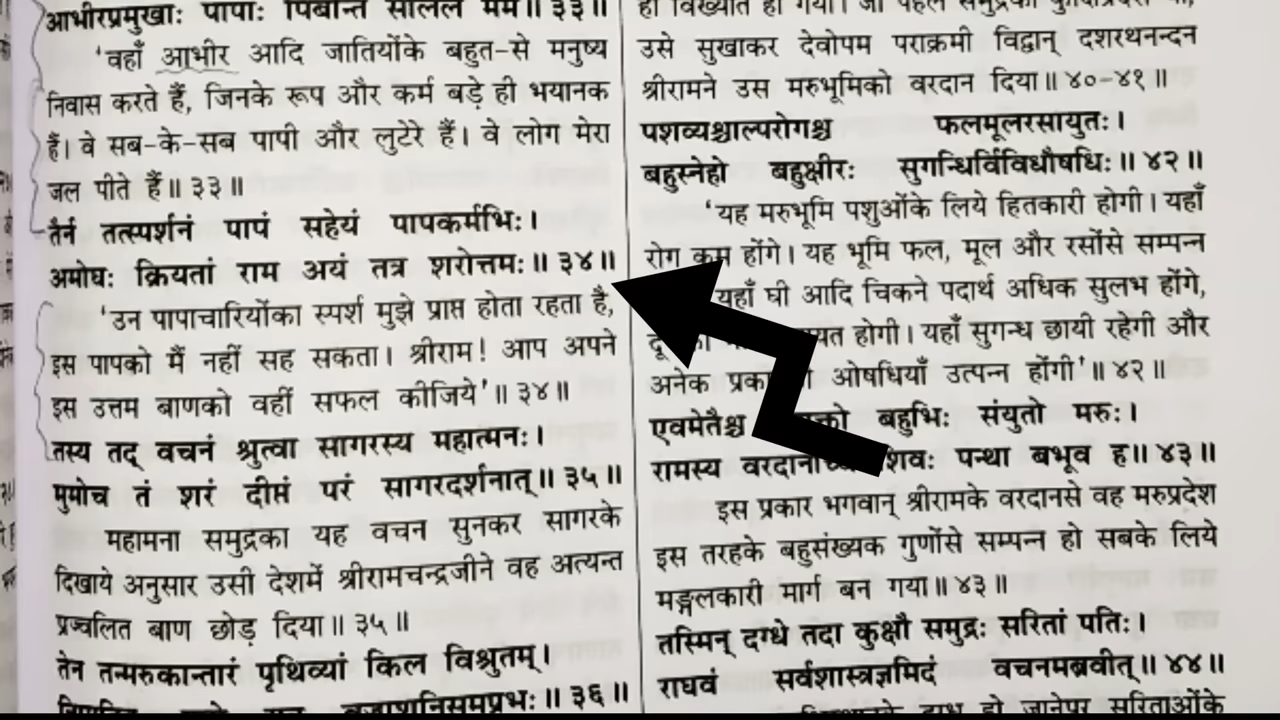 आभीरप्रमुखाः पापाः पिबन्ति सलिलं मम॥ ३३॥
‘वहाँ आभीर आदि जातियोंके बहुत-से मनुष्य
निवास करते हैं, जिनके रूप और कर्म बड़े ही भयानक
हैं। वे सब-के-सब पापी और लुटेरे हैं। वे लोग मेरा
जल पीते हैं॥ ३३॥
तैर्न तत्स्पर्शनं पापं सहेयं पापकर्मभिः।
अमोघः क्रियतां राम अयं तत्र शरोत्तमः॥ ३४॥
‘उन पापाचारियोंका स्पर्श मुझे प्राप्त होता रहता है,
इस पापको मैं नहीं सह सकता। श्रीराम! आप अपने
इस उत्तम बाणको वहीं सफल कीजिये’॥ ३४॥
तस्य तद् वचनं श्रुत्वा सागरस्य महात्मनः।
मुमोच तं शरं दीप्तं परं सागरदर्शनात्॥ ३५॥
महामना समुद्रका यह वचन सुनकर सागरके
दिखाये अनुसार उसी देशमें श्रीरामचन्द्रजीने वह अत्यन्त
प्रज्वलित बाण छोड़ दिया॥ ३५॥
तेन तन्मरुकान्तारं पृथिव्यां किल विश्रुतम्।
वज्राशनिसमप्रभः॥ ३६॥
ही विख्यात हो गया। जो पहले समुद्रका
उसे सुखाकर देवोपम पराक्रमी विद्वान् दशरथनन्दन
श्रीरामने उस मरुभूमिको वरदान दिया॥ ४०-४१॥
पशव्यश्चाल्परोगश्च फलमूलरसायुतः।
बहुस्नेहो बहुक्षीरः सुगन्धिर्विविधौषधिः॥ ४२॥
‘यह मरुभूमि पशुओंके लिये हितकारी होगी। यहाँ
रोग कम होंगे। यह भूमि फल, मूल और रसोंसे सम्पन्न
यहाँ घी आदि चिकने पदार्थ अधिक सुलभ होंगे,
होगी। यहाँ सुगन्ध छायी रहेगी और
अनेक ओषधियाँ उत्पन्न होंगी’॥ ४२॥
एवमेतैश्च बहुभिः संयुतो मरुः।
रामस्य शिवः पन्था बभूव ह॥ ४३॥
इस प्रकार भगवान् श्रीरामके वरदानसे वह मरुप्रदेश
इस तरहके बहुसंख्यक गुणोंसे सम्पन्न हो सबके लिये
मङ्गलकारी मार्ग बन गया॥ ४३॥
तस्मिन् दग्धे तदा कुक्षौ समुद्रः सरितां पतिः।
राघवं सर्वशास्त्रज्ञमिदं वचनमब्रवीत्॥ ४४॥
दग्ध हो जानेपर सरिताओंके